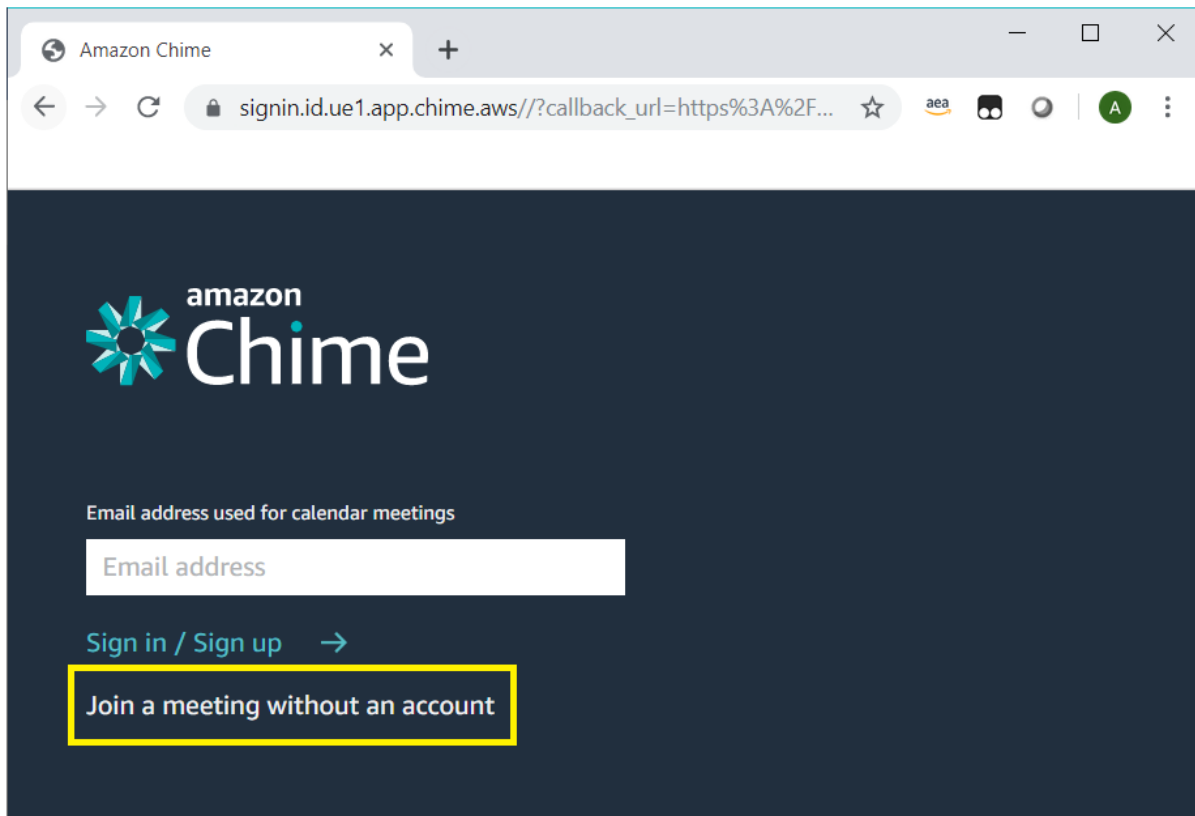 Amazon Chime
signin.id.ue1.app.chime.aws//?callback_url=https%3A%2F...
aea
A
amazon
Chime
Email address used for calendar meetings
Email address
Sign in / Sign up
Join a meeting without an account